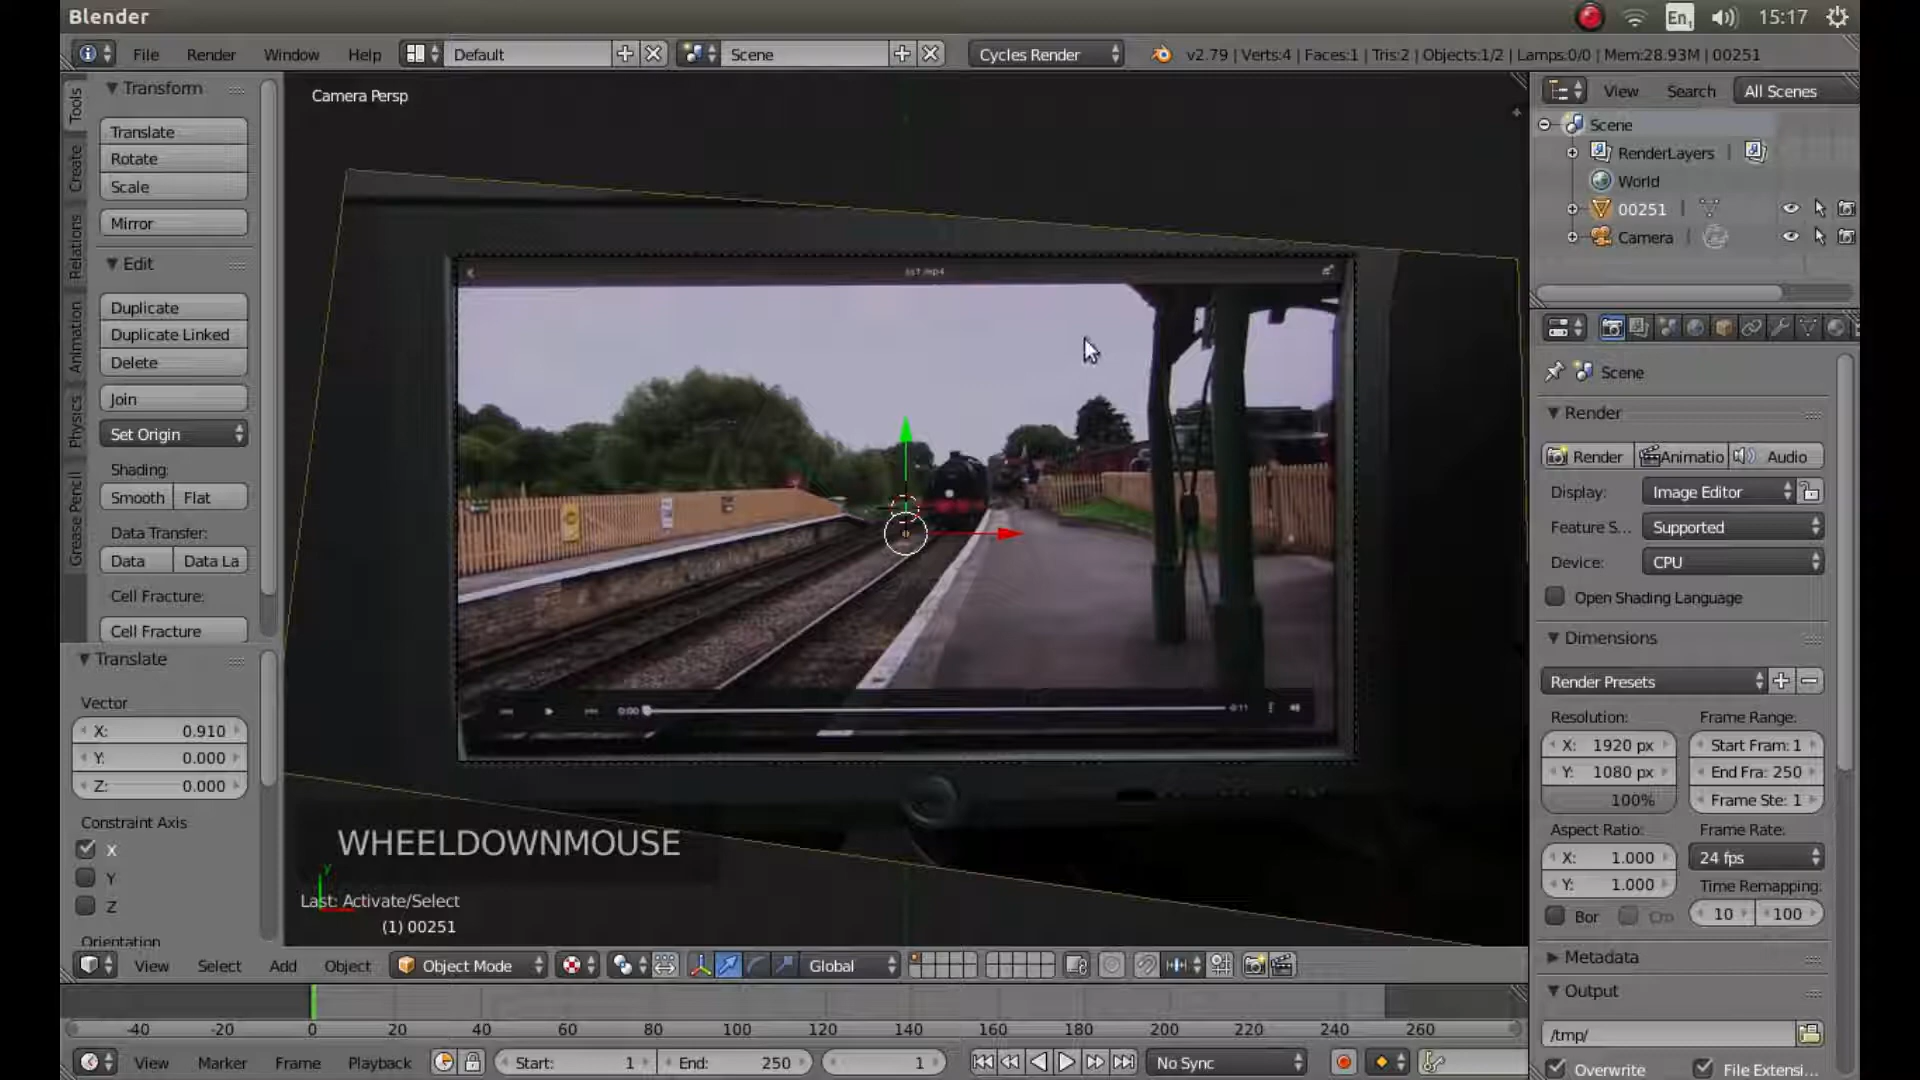 Blender
En1
15:17
File
Render
Window
Help
Default
Scene
Cycles Render
v2.79 | Verts:4 | Faces:1 | Tris:2 | Objects:1/2 | Lamps:0/0 | Mem:28.93M | 00251
Tools
Create
Relations
Animation
Physics
Grease Pencil
Transform
Translate
Rotate
Scale
Mirror
Edit
Duplicate
Duplicate Linked
Delete
Join
Set Origin
Shading:
Smooth
Flat
Data Transfer:
Data
Data La
Cell Fracture:
Cell Fracture
Translate
Vector
X: 0.910
Y: 0.000
Z: 0.000
Constraint Axis
X
Y
Z
Orientation
Camera Persp
0:00
0:11
WHEELDOWNMOUSE
Last: Activate/Select
(1) 00251
View
Select
Add
Object
Object Mode
Global
-40 -20 0 20 40 60 80 100 120 140 160 180 200 220 240 260
View
Marker
Frame
Playback
Start: 1
End: 250
1
No Sync
View
Search
All Scenes
Scene
RenderLayers
World
00251
Camera
Scene
Render
Render
Animatio
Audio
Display:
Image Editor
Feature S...
Supported
Device:
CPU
Open Shading Language
Dimensions
Render Presets
Resolution:
Frame Range:
X: 1920 px
Start Fram: 1
Y: 1080 px
End Fra: 250
100%
Frame Ste: 1
Aspect Ratio:
Frame Rate:
X: 1.000
24 fps
Y: 1.000
Time Remapping:
Bor
Cro
10
100
Metadata
Output
/tmp/
Overwrite
File Extensi...